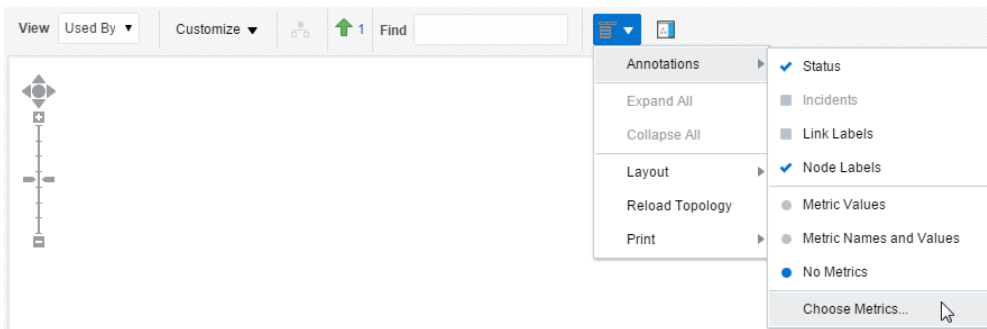 View Used By Customize 1 Find
Annotations
Expand All
Collapse All
Layout
Reload Topology
Print
Status
Incidents
Link Labels
Node Labels
Metric Values
Metric Names and Values
No Metrics
Choose Metrics...